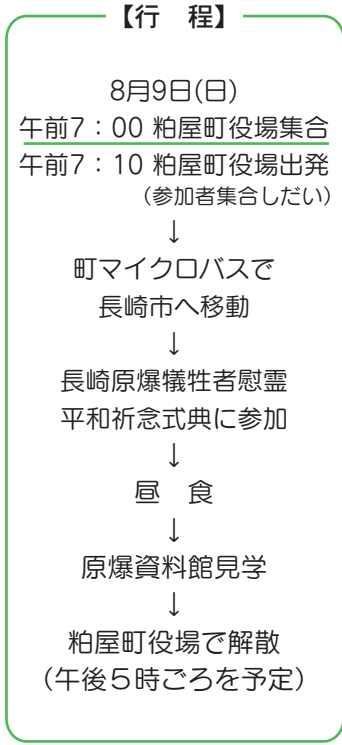 【行　程】
8月9日(日)
午前7：00 粕屋町役場集合
午前7：10 粕屋町役場出発
（参加者集合しだい）
↓
町マイクロバスで
長崎市へ移動
↓
長崎原爆犠牲者慰霊
平和祈念式典に参加
↓
昼　食
↓
原爆資料館見学
↓
粕屋町役場で解散
（午後５時ごろを予定）